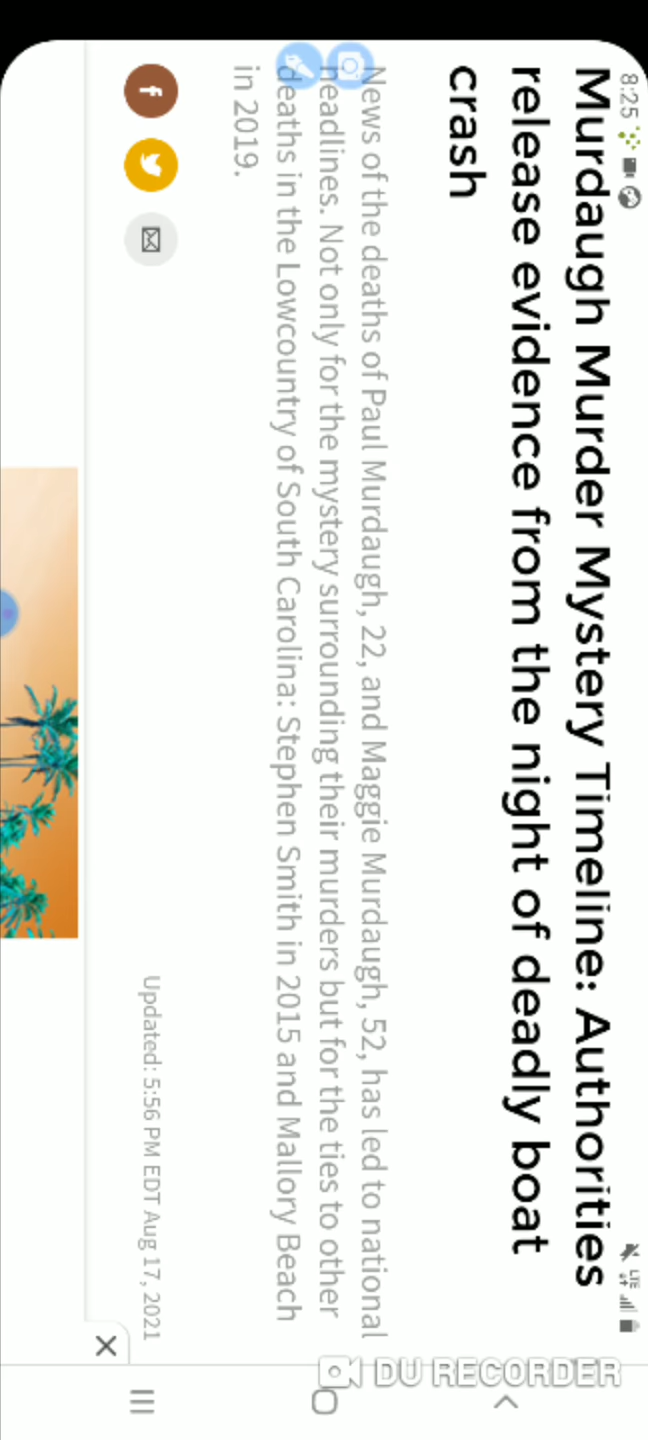 8:25
LTE
Murdaugh Murder Mystery Timeline: Authorities
release evidence from the night of deadly boat
crash
News of the deaths of Paul Murdaugh, 22, and Maggie Murdaugh, 52, has led to national
headlines. Not only for the mystery surrounding their murders but for the ties to other
deaths in the Lowcountry of South Carolina: Stephen Smith in 2015 and Mallory Beach
in 2019.
Updated: 5:56 PM EDT Aug 17, 2021
DU RECORDER